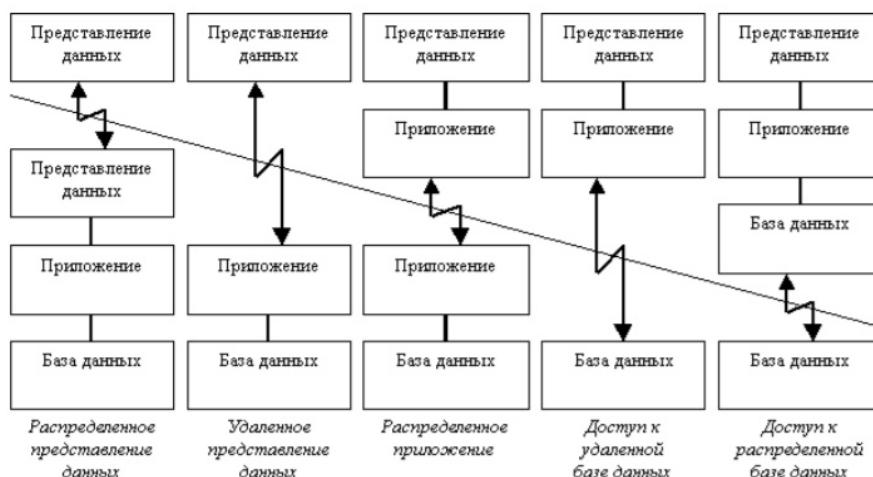 Представление
данных
Представление
данных
Представление
данных
Представление
данных
Представление
данных
Приложение
Приложение
Приложение
Представление
данных
База данных
Приложение
Приложение
Приложение
База данных
База данных
База данных
База данных
База данных
Распределенное
представление
данных
Удаленное
представление
данных
Распределенное
приложение
Доступ к
удаленной
базе данных
Доступ к
распределенной
базе данных